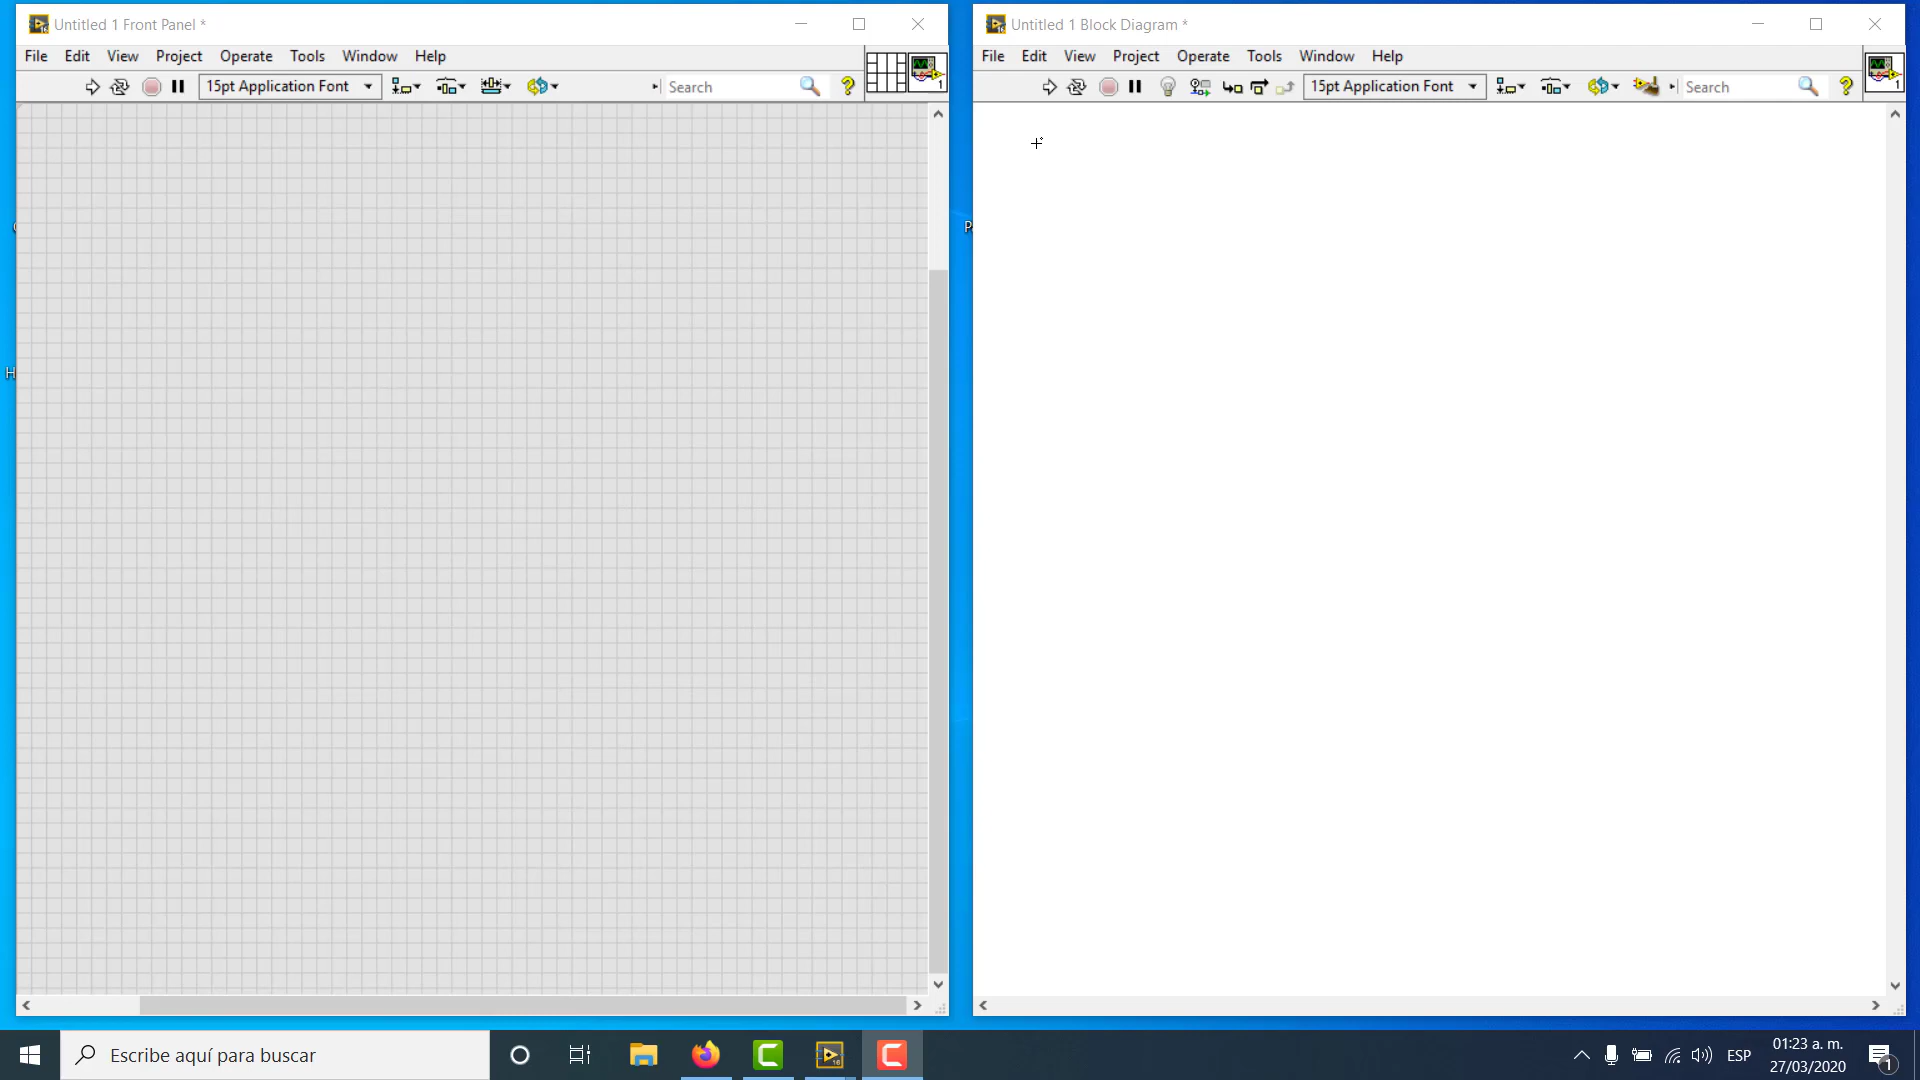 Untitled 1 Front Panel *
File Edit View Project Operate Tools Window Help
15pt Application Font
Search
Untitled 1 Block Diagram *
File Edit View Project Operate Tools Window Help
15pt Application Font
Search
Escribe aquí para buscar
ESP
01:23 a. m.
27/03/2020
1